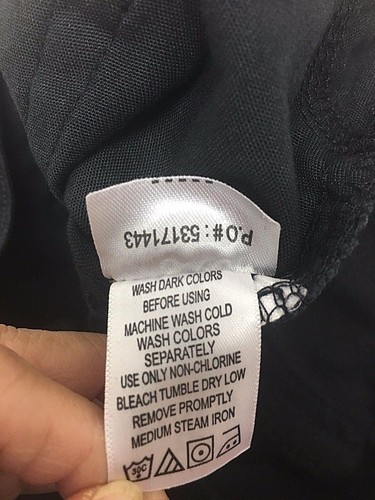 P.O#: 53171443
WASH DARK COLORS
BEFORE USING
MACHINE WASH COLD
WASH COLORS
SEPARATELY
USE ONLY NON-CHLORINE
BLEACH TUMBLE DRY LOW
REMOVE PROMPTLY
MEDIUM STEAM IRON
30C